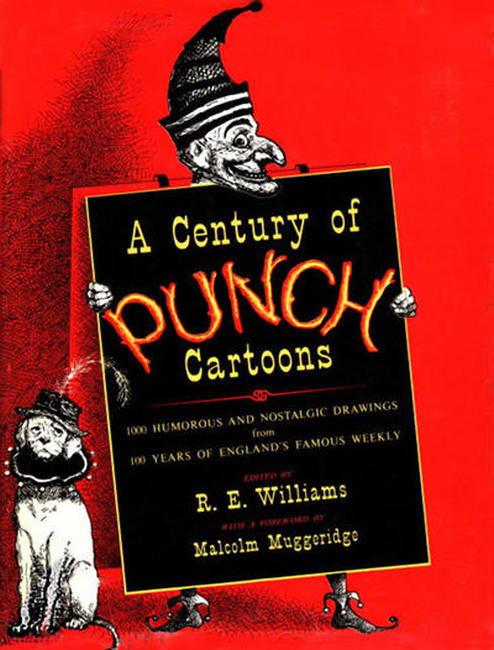 A Century of
PUNCH
Cartoons
1000 HUMOROUS AND NOSTALGIC DRAWINGS
from
100 YEARS OF ENGLAND'S FAMOUS WEEKLY
EDITED BY
R. E. Williams
WITH A FOREWORD BY
Malcolm Muggeridge